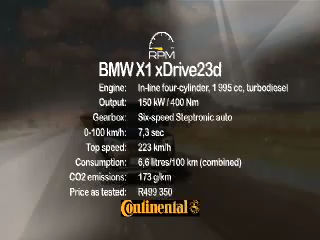 RPM
BMW X1 xDrive23d
Engine: In-line four-cylinder, 1 995 cc, turbodiesel
Output: 150 kW / 400 Nm
Gearbox: Six-speed Steptronic auto
0-100 km/h: 7,3 sec
Top speed: 223 km/h
Consumption: 6,6 litres/100 km (combined)
CO2 emissions: 173 g/km
Price as tested: R499 350
Continental